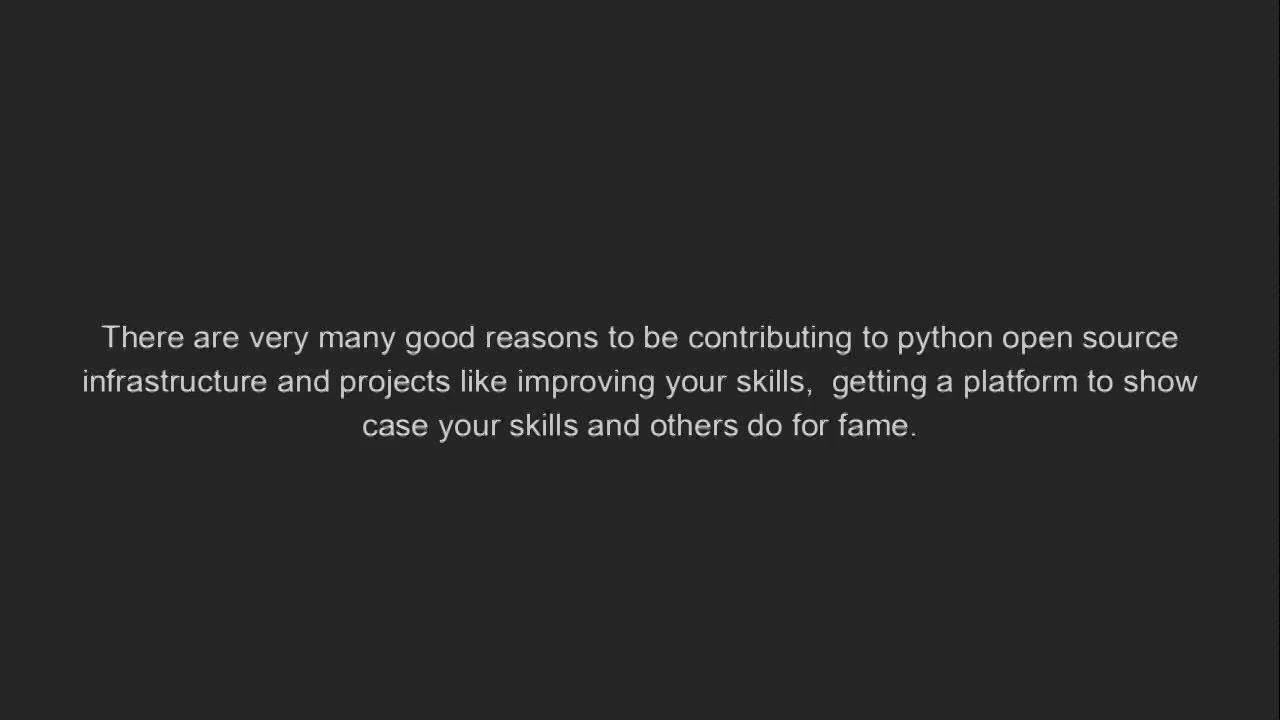 There are very many good reasons to be contributing to python open source
infrastructure and projects like improving your skills,  getting a platform to show
case your skills and others do for fame.